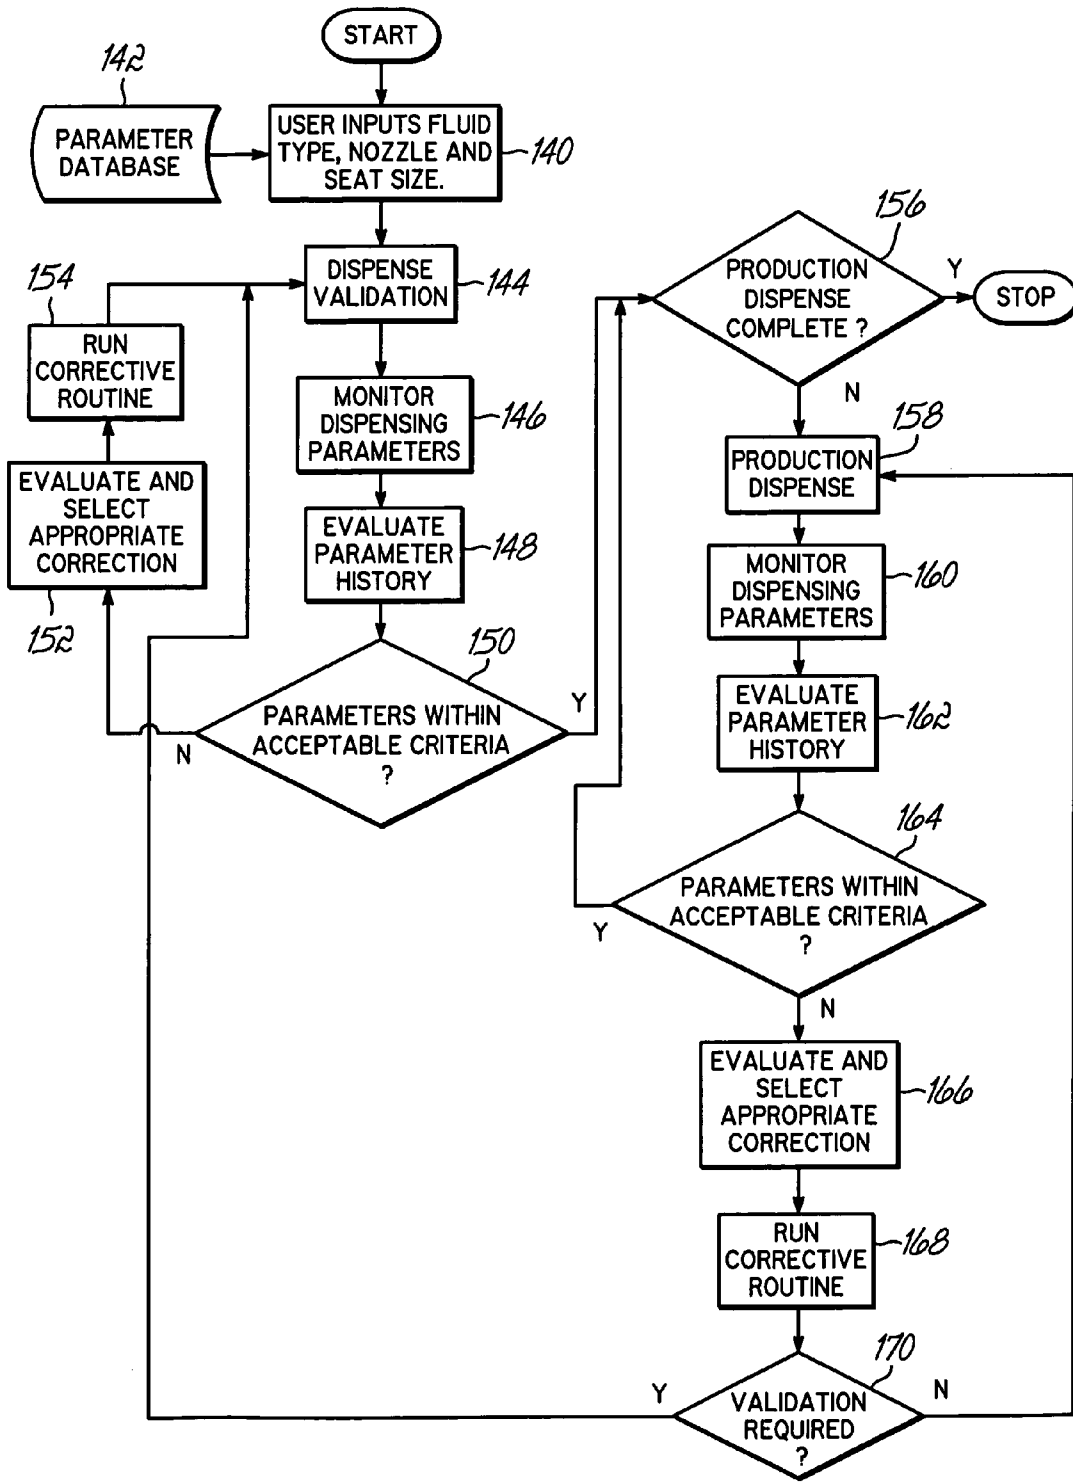 START
142
PARAMETER
DATABASE
USER INPUTS FLUID
TYPE, NOZZLE AND
SEAT SIZE.
140
DISPENSE
VALIDATION
144
154
RUN
CORRECTIVE
ROUTINE
MONITOR
DISPENSING
PARAMETERS
146
EVALUATE AND
SELECT
APPROPRIATE
CORRECTION
152
EVALUATE
PARAMETER
HISTORY
148
150
PARAMETERS WITHIN
ACCEPTABLE CRITERIA
?
N
Y
156
PRODUCTION
DISPENSE
COMPLETE ?
Y
STOP
N
158
PRODUCTION
DISPENSE
MONITOR
DISPENSING
PARAMETERS
160
EVALUATE
PARAMETER
HISTORY
162
164
PARAMETERS WITHIN
ACCEPTABLE CRITERIA
?
Y
N
EVALUATE AND
SELECT
APPROPRIATE
CORRECTION
166
RUN
CORRECTIVE
ROUTINE
168
170
VALIDATION
REQUIRED
?
Y
N